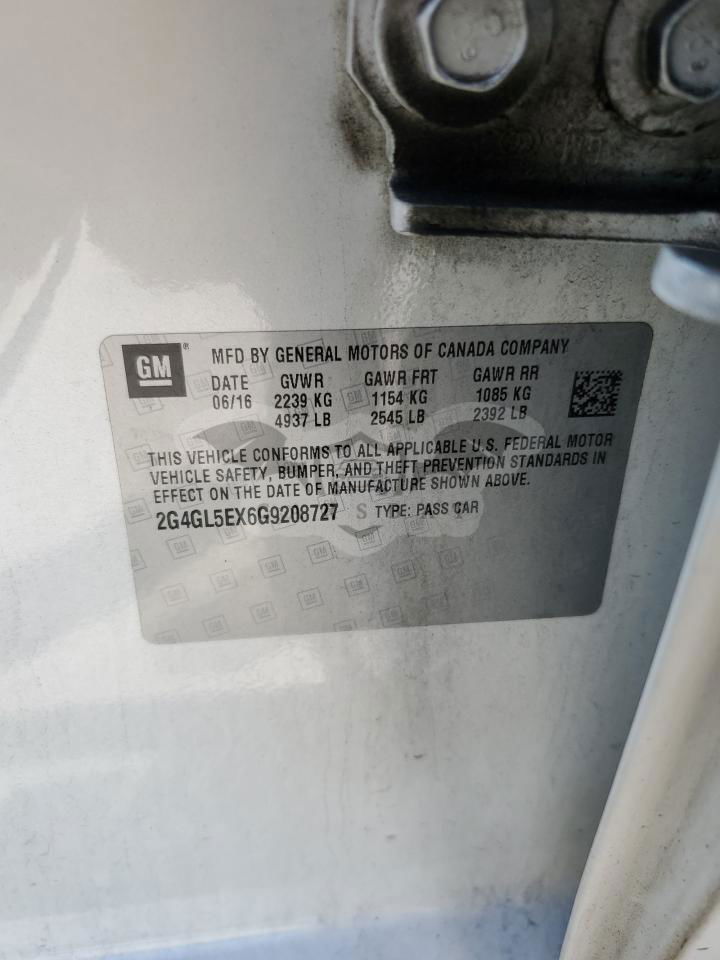 GM® MFD BY GENERAL MOTORS OF CANADA COMPANY
DATE GVWR GAWR FRT GAWR RR
06/16 2239 KG 1154 KG 1085 KG
4937 LB 2545 LB 2392 LB
THIS VEHICLE CONFORMS TO ALL APPLICABLE U.S. FEDERAL MOTOR
VEHICLE SAFETY, BUMPER, AND THEFT PREVENTION STANDARDS IN
EFFECT ON THE DATE OF MANUFACTURE SHOWN ABOVE.
2G4GL5EX6G9208727 TYPE: PASS CAR